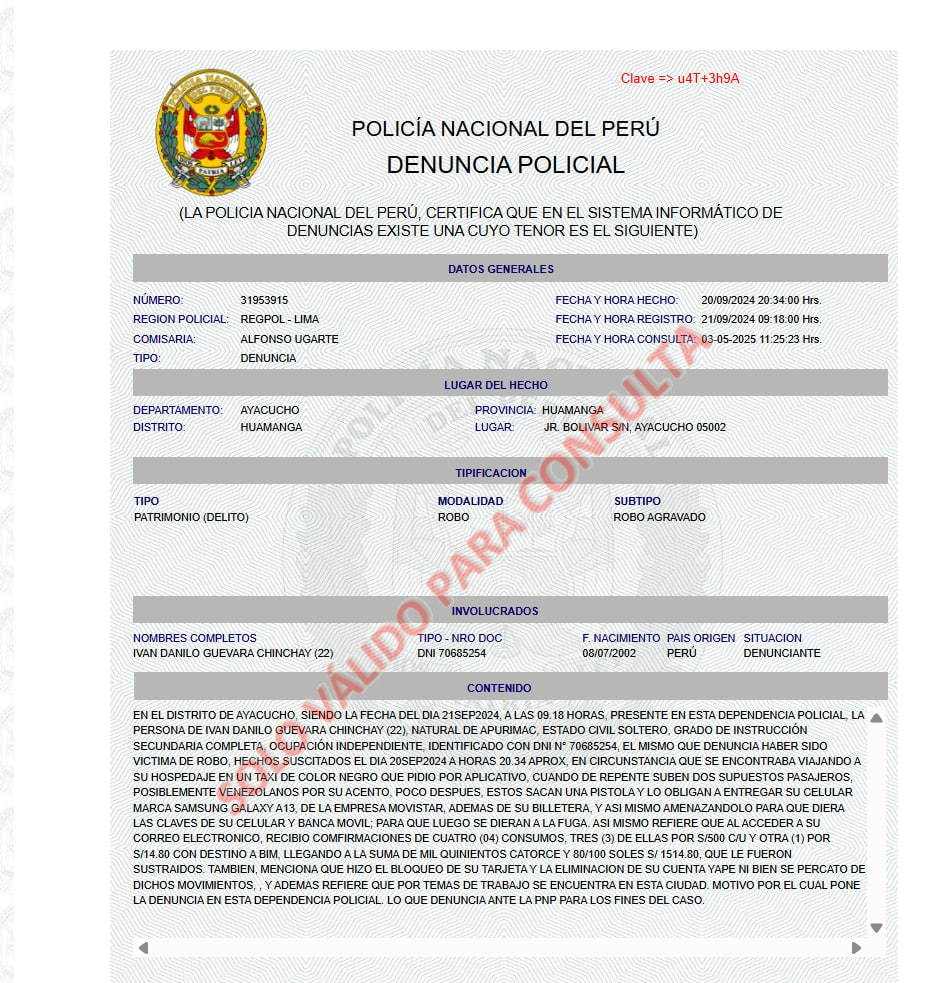 Clave => u4T+3h9A
POLICÍA NACIONAL DEL PERÚ
DENUNCIA POLICIAL
(LA POLICIA NACIONAL DEL PERÚ, CERTIFICA QUE EN EL SISTEMA INFORMÁTICO DE
DENUNCIAS EXISTE UNA CUYO TENOR ES EL SIGUIENTE)
DATOS GENERALES
NÚMERO: 31953915 FECHA Y HORA HECHO: 20/09/2024 20:34:00 Hrs.
REGION POLICIAL: REGPOL - LIMA FECHA Y HORA REGISTRO: 21/09/2024 09:18:00 Hrs.
COMISARIA: ALFONSO UGARTE FECHA Y HORA CONSULTA: 03-05-2025 11:25:23 Hrs.
TIPO: DENUNCIA
LUGAR DEL HECHO
DEPARTAMENTO: AYACUCHO PROVINCIA: HUAMANGA
DISTRITO: HUAMANGA LUGAR: JR. BOLIVAR S/N, AYACUCHO 05002
TIPIFICACION
TIPO MODALIDAD SUBTIPO
PATRIMONIO (DELITO) ROBO ROBO AGRAVADO
INVOLUCRADOS
NOMBRES COMPLETOS TIPO - NRO DOC F. NACIMIENTO PAIS ORIGEN SITUACION
IVAN DANILO GUEVARA CHINCHAY (22) DNI 70685254 08/07/2002 PERÚ DENUNCIANTE
CONTENIDO
EN EL DISTRITO DE AYACUCHO, SIENDO LA FECHA DEL DIA 21SEP2024, A LAS 09.18 HORAS, PRESENTE EN ESTA DEPENDENCIA POLICIAL, LA
PERSONA DE IVAN DANILO GUEVARA CHINCHAY (22), NATURAL DE APURIMAC, ESTADO CIVIL SOLTERO, GRADO DE INSTRUCCIÓN
SECUNDARIA COMPLETA, OCUPACIÓN INDEPENDIENTE, IDENTIFICADO CON DNI N° 70685254, EL MISMO QUE DENUNCIA HABER SIDO
VICTIMA DE ROBO, HECHOS SUSCITADOS EL DIA 20SEP2024 A HORAS 20.34 APROX, EN CIRCUNSTANCIA QUE SE ENCONTRABA VIAJANDO A
SU HOSPEDAJE EN UN TAXI DE COLOR NEGRO QUE PIDIO POR APLICATIVO, CUANDO DE REPENTE SUBEN DOS SUPUESTOS PASAJEROS,
POSIBLEMENTE VENEZOLANOS POR SU ACENTO, POCO DESPUES, ESTOS SACAN UNA PISTOLA Y LO OBLIGAN A ENTREGAR SU CELULAR
MARCA SAMSUNG GALAXY A13, DE LA EMPRESA MOVISTAR, ADEMAS DE SU BILLETERA, Y ASI MISMO AMENAZANDOLO PARA QUE DIERA
LAS CLAVES DE SU CELULAR Y BANCA MOVIL; PARA QUE LUEGO SE DIERAN A LA FUGA. ASI MISMO REFIERE QUE AL ACCEDER A SU
CORREO ELECTRONICO, RECIBIO COMFIRMACIONES DE CUATRO (04) CONSUMOS, TRES (3) DE ELLAS POR S/500 C/U Y OTRA (1) POR
S/14.80 CON DESTINO A BIM, LLEGANDO A LA SUMA DE MIL QUINIENTOS CATORCE Y 80/100 SOLES S/ 1514.80, QUE LE FUERON
SUSTRAIDOS. TAMBIEN, MENCIONA QUE HIZO EL BLOQUEO DE SU TARJETA Y LA ELIMINACION DE SU CUENTA YAPE NI BIEN SE PERCATO DE
DICHOS MOVIMIENTOS, , Y ADEMAS REFIERE QUE POR TEMAS DE TRABAJO SE ENCUENTRA EN ESTA CIUDAD. MOTIVO POR EL CUAL PONE
LA DENUNCIA EN ESTA DEPENDENCIA POLICIAL. LO QUE DENUNCIA ANTE LA PNP PARA LOS FINES DEL CASO.
SOLO VÁLIDO PARA CONSULTA